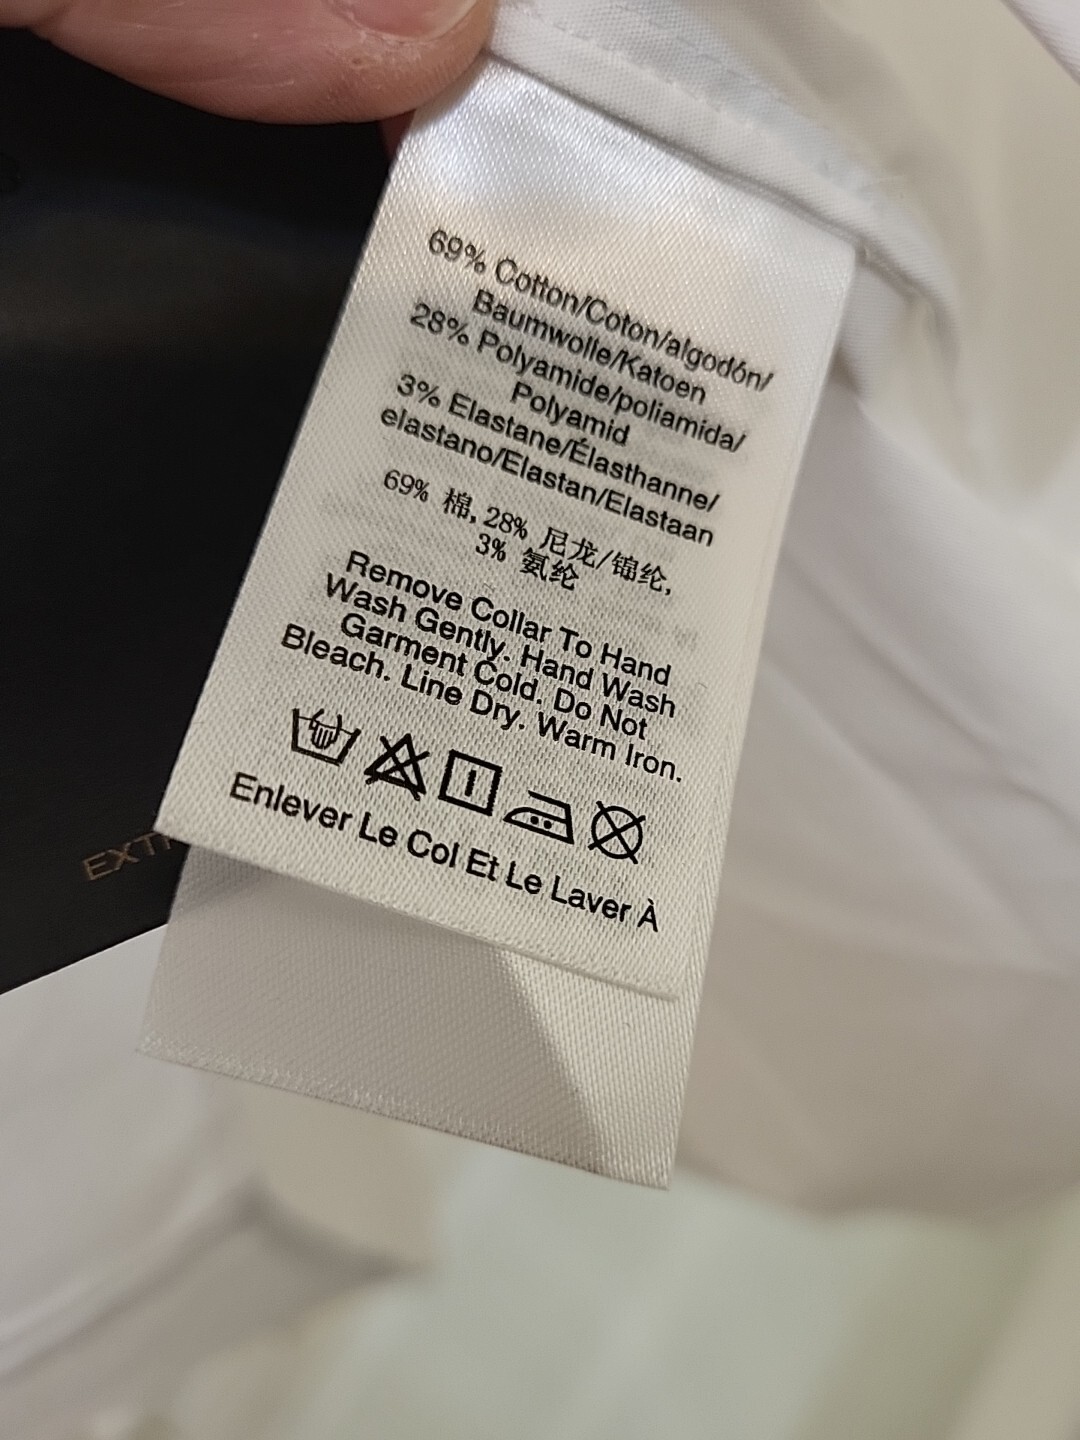 69% Cotton/Coton/algodón/
Baumwolle/Katoen
28% Polyamide/poliamida/
Polyamid
3% Elastane/Élasthanne/
elastano/Elastan/Elastaan
69% 棉, 28% 尼龙/锦纶,
3% 氨纶
Remove Collar To Hand
Wash Gently. Hand Wash
Garment Cold. Do Not
Bleach. Line Dry. Warm Iron.
Enlever Le Col Et Le Laver À